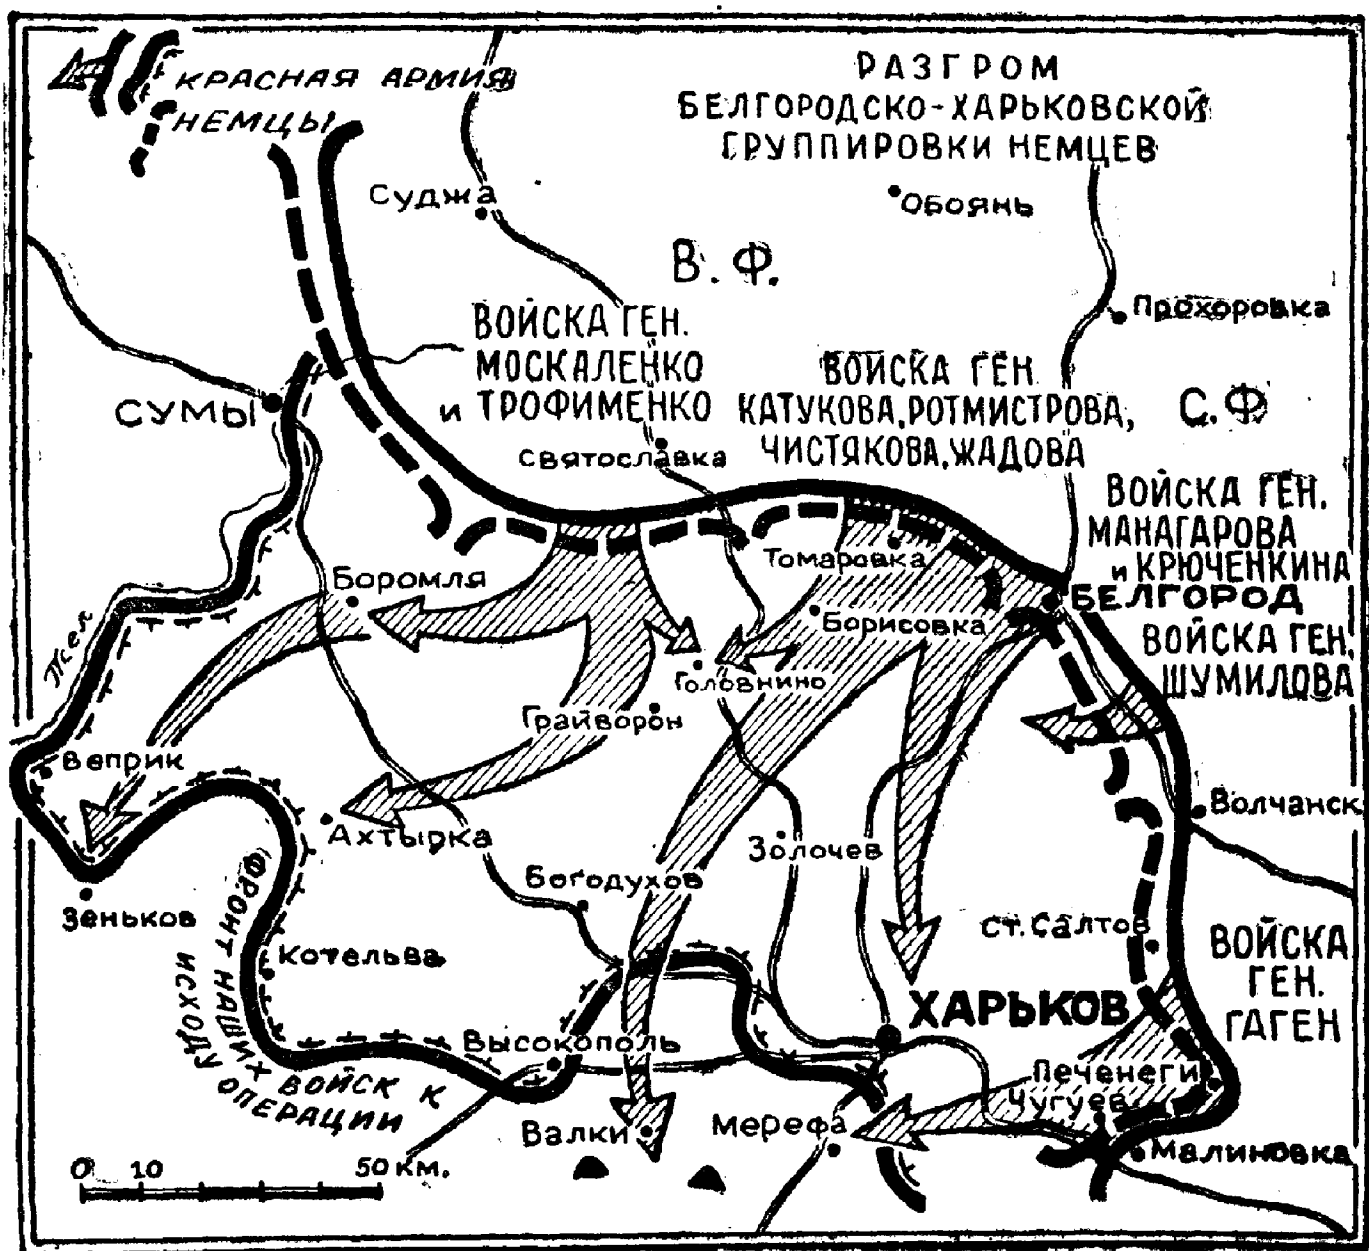 КРАСНАЯ АРМИЯ
НЕМЦЫ
РАЗГРОМ
БЕЛГОРОДСКО-ХАРЬКОВСКОЙ
ГРУППИРОВКИ НЕМЦЕВ
Суджа
Обоянь
В. Ф.
Прохоровка
ВОЙСКА ГЕН.
МОСКАЛЕНКО
и ТРОФИМЕНКО
ВОЙСКА ГЕН.
КАТУКОВА, РОТМИСТРОВА,
ЧИСТЯКОВА, ЖАДОВА
С. Ф
СУМЫ
Святославка
ВОЙСКА ГЕН.
МАНАГАРОВА
и КРЮЧЕНКИНА
Томаровка
Боромля
БЕЛГОРОД
Борисовка
ВОЙСКА ГЕН.
ШУМИЛОВА
Псел
Головнино
Грайворон
Веприк
Волчанск
Ахтырка
Золочев
Богодухов
Зеньков
Ст. Салтов
ВОЙСКА
ГЕН.
ГАГЕН
Котельва
ФРОНТ НАШИХ ВОЙСК К
ИСХОДУ ОПЕРАЦИИ
ХАРЬКОВ
Высокополь
Печенеги
Чугуев
Валки
Мерефа
Малиновка
0 10 50 км.